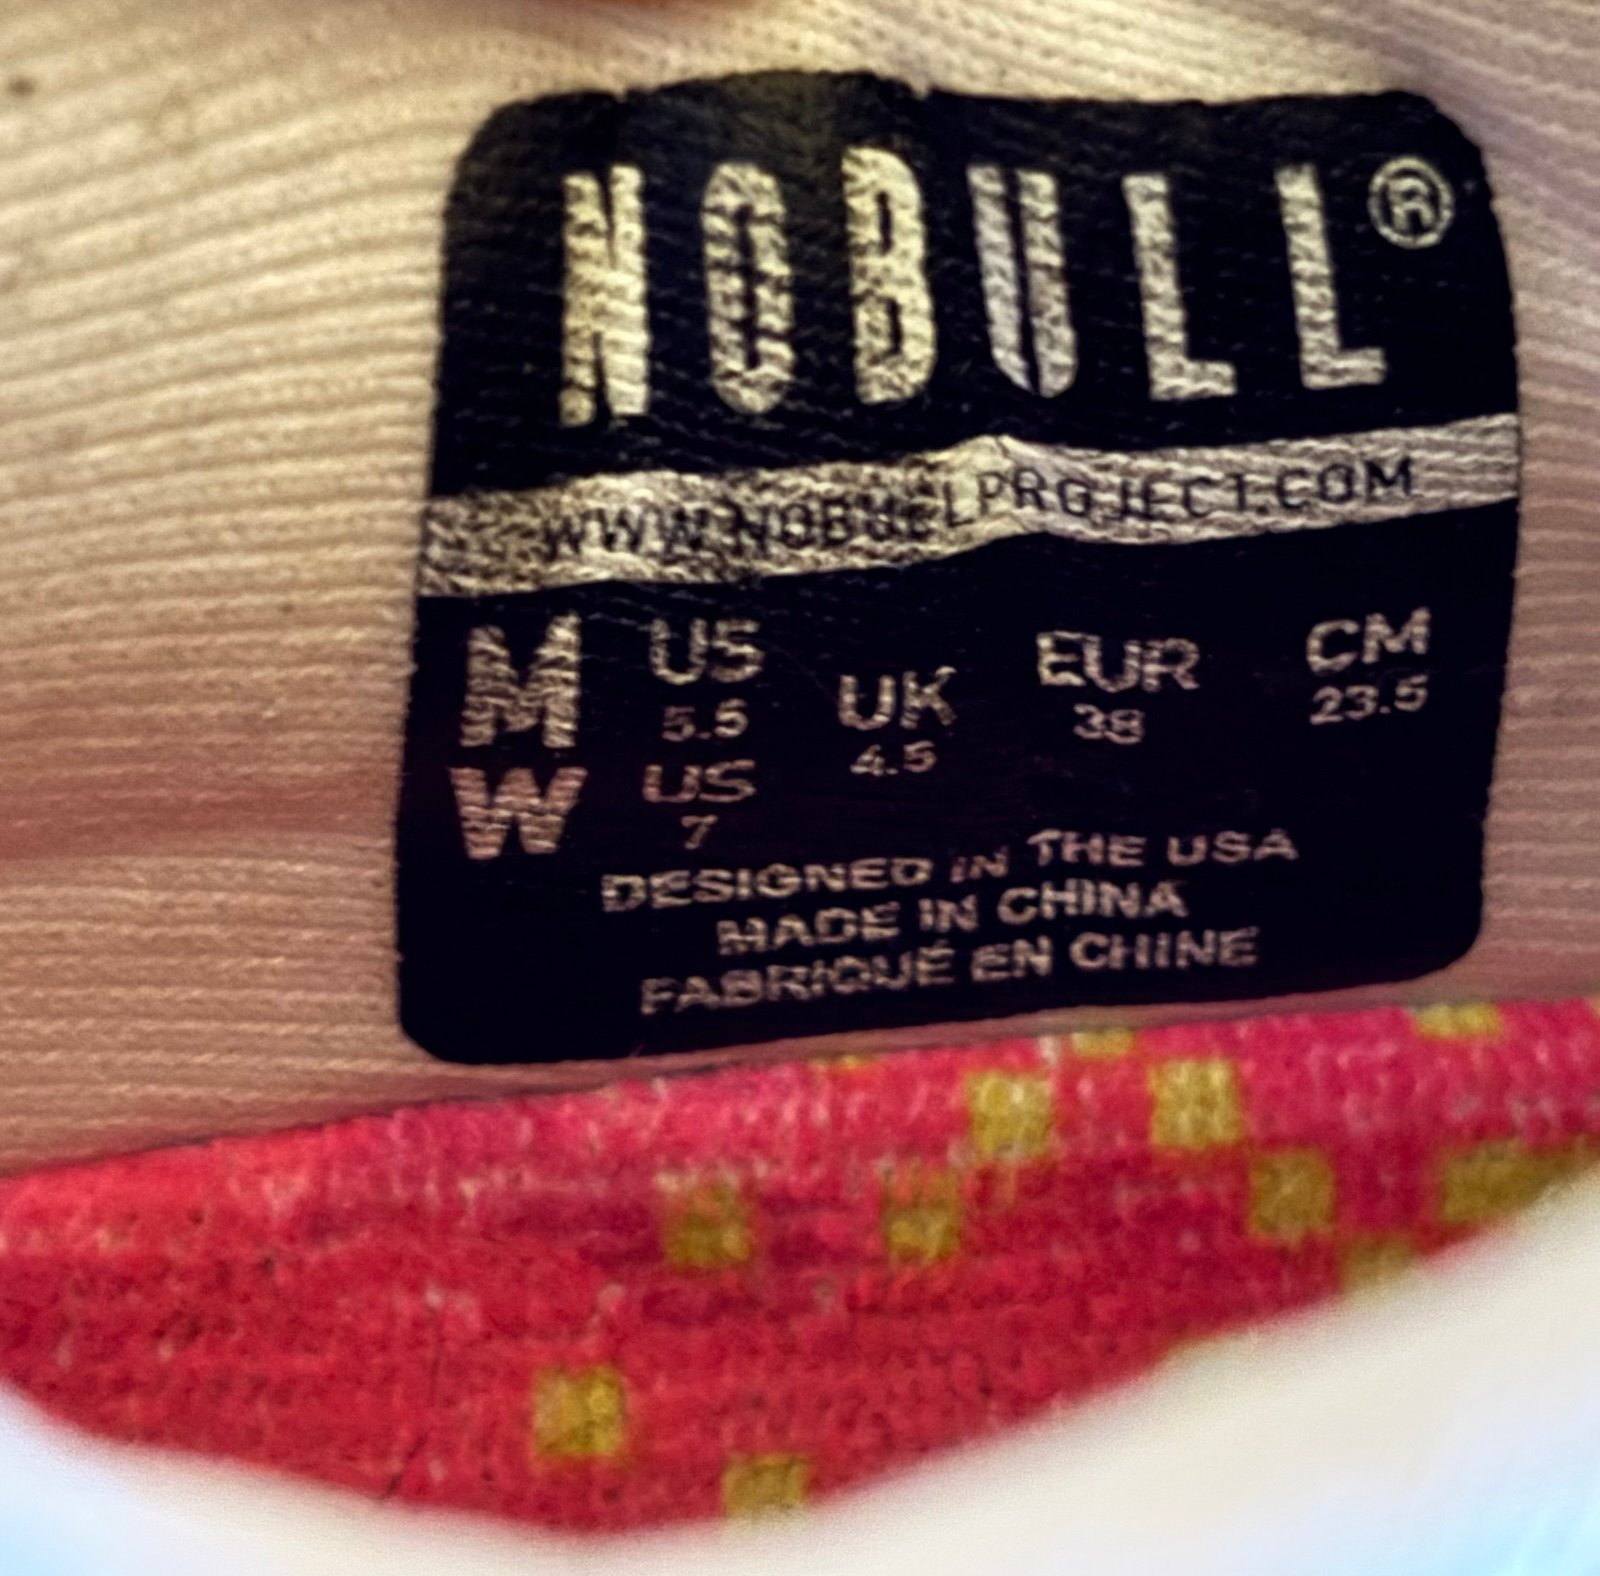 NOBULL®
WWW.NOBULLPROJECT.COM
M US UK EUR CM
5.5 4.5 38 23.5
W US
7
DESIGNED IN THE USA
MADE IN CHINA
FABRIQUÉ EN CHINE